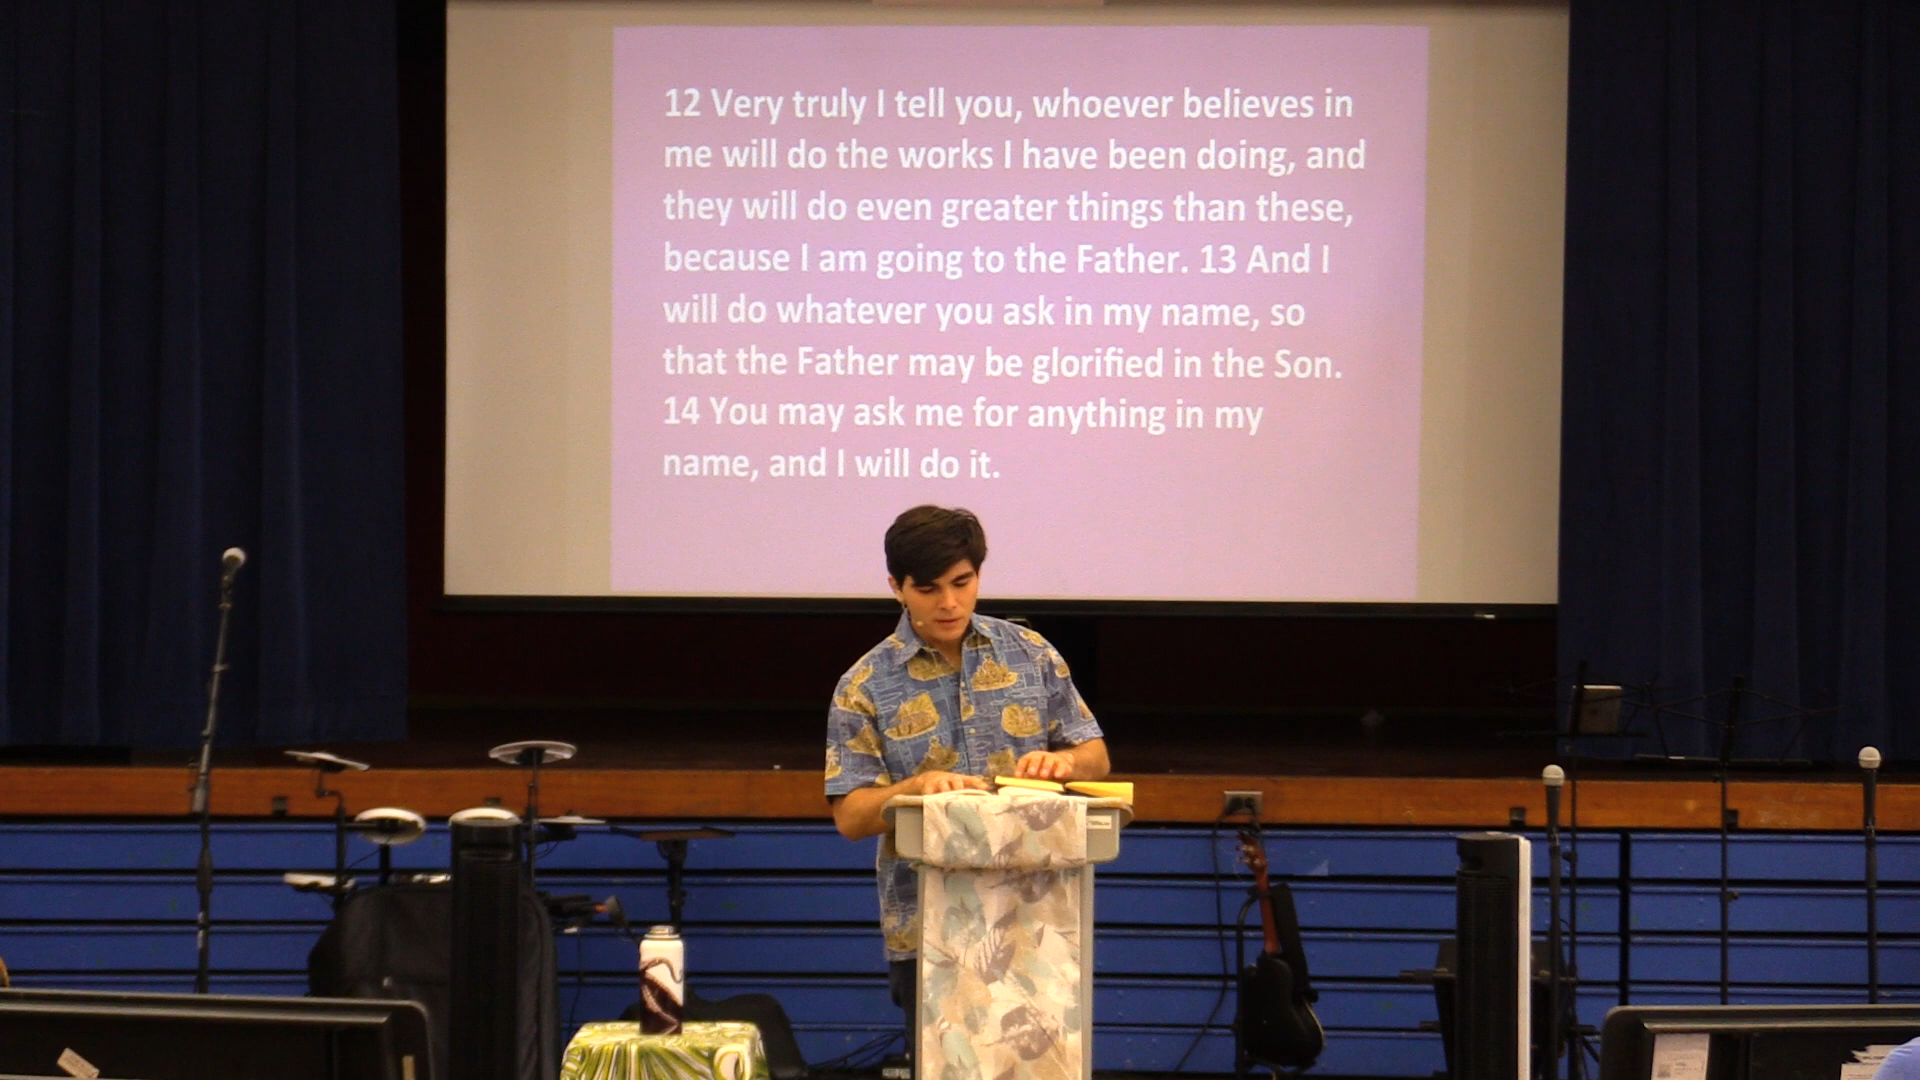 12 Very truly I tell you, whoever believes in
me will do the works I have been doing, and
they will do even greater things than these,
because I am going to the Father. 13 And I
will do whatever you ask in my name, so
that the Father may be glorified in the Son.
14 You may ask me for anything in my
name, and I will do it.